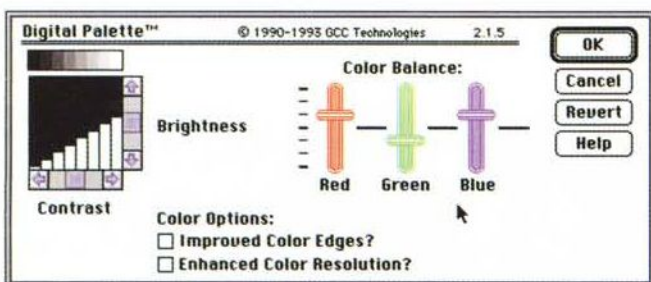 Digital Palette™ © 1990-1993 GCC Technologies 2.1.5
OK
Color Balance:
Cancel
Brightness
Revert
Help
Red Green Blue
Contrast
Color Options:
Improved Color Edges?
Enhanced Color Resolution?